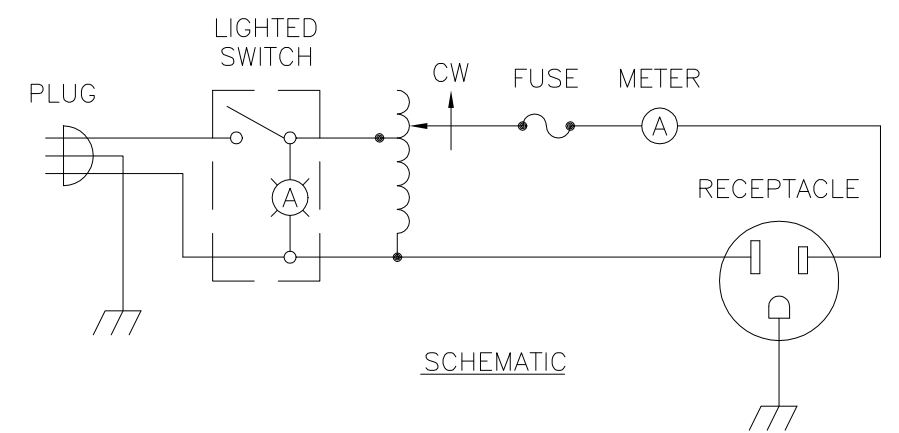 LIGHTED
SWITCH
PLUG
CW
FUSE
METER
A
A
RECEPTACLE
SCHEMATIC